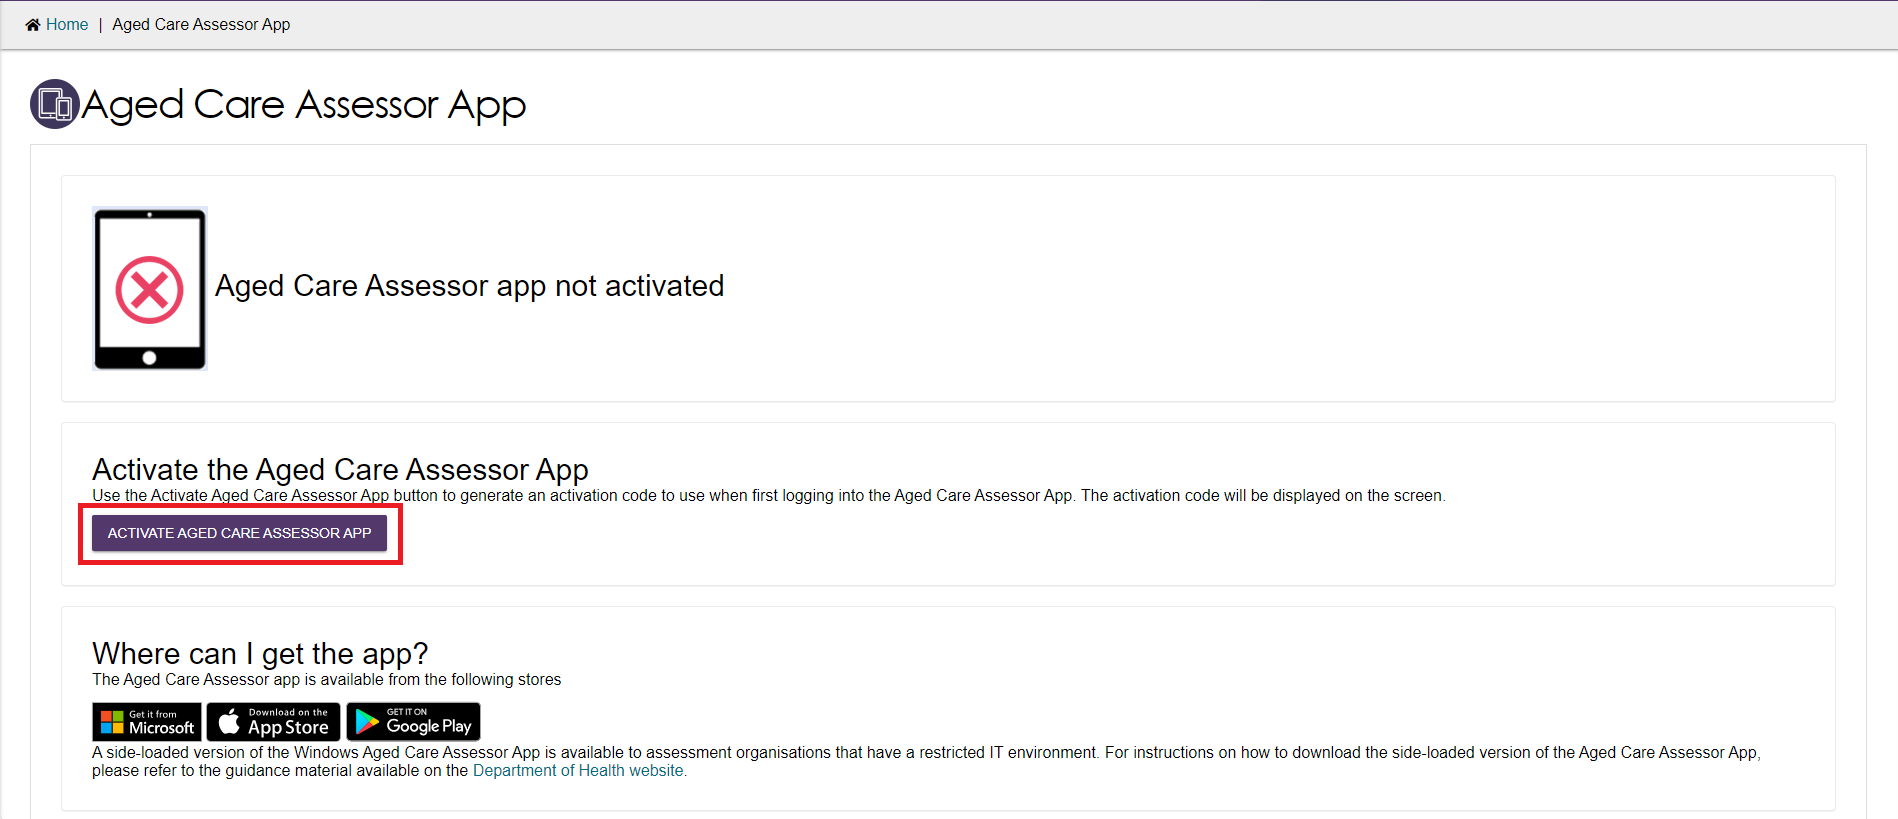 Home | Aged Care Assessor App
Aged Care Assessor App
Aged Care Assessor app not activated
Activate the Aged Care Assessor App
Use the Activate Aged Care Assessor App button to generate an activation code to use when first logging into the Aged Care Assessor App. The activation code will be displayed on the screen.
ACTIVATE AGED CARE ASSESSOR APP
Where can I get the app?
The Aged Care Assessor app is available from the following stores
Get it from
Microsoft
Download on the
App Store
GET IT ON
Google Play
A side-loaded version of the Windows Aged Care Assessor App is available to assessment organisations that have a restricted IT environment. For instructions on how to download the side-loaded version of the Aged Care Assessor App,
please refer to the guidance material available on the Department of Health website.